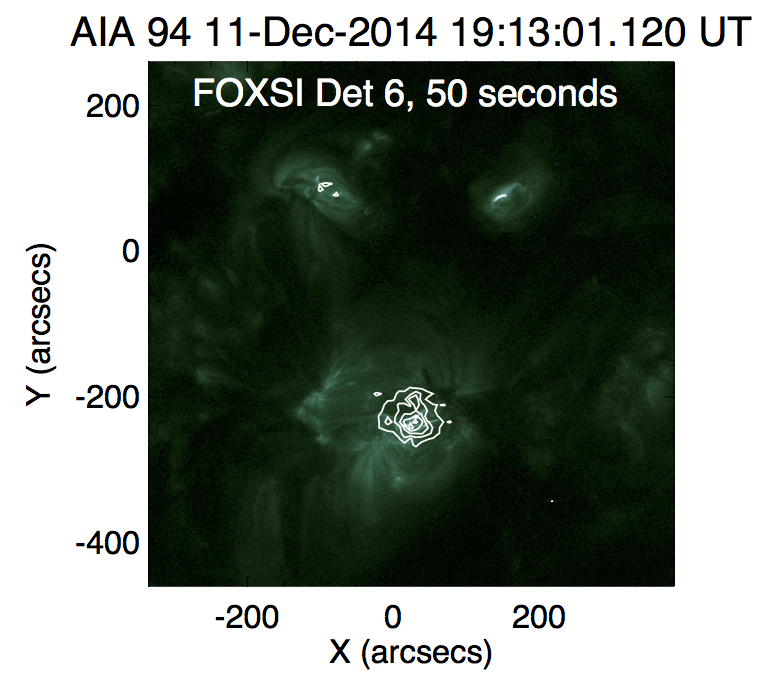 AIA 94 11-Dec-2014 19:13:01.120 UT
FOXSI Det 6, 50 seconds
200
0
-200
-400
Y (arcsecs)
-200 0 200
X (arcsecs)